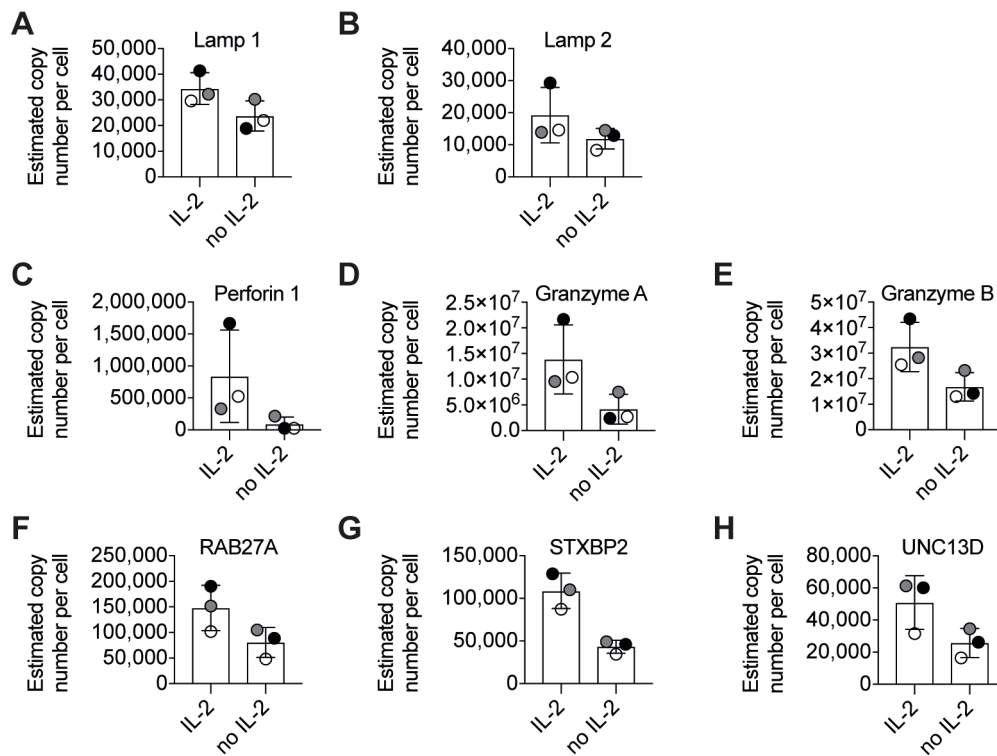 A
Lamp 1
Estimated copy
number per cell
50,000
40,000
30,000
20,000
10,000
0
IL-2
no IL-2
B
Lamp 2
Estimated copy
number per cell
40,000
30,000
20,000
10,000
0
IL-2
no IL-2
C
Perforin 1
Estimated copy
number per cell
2,000,000
1,500,000
1,000,000
500,000
0
IL-2
no IL-2
D
Granzyme A
Estimated copy
number per cell
2.5×10⁷
2.0×10⁷
1.5×10⁷
1.0×10⁷
5.0×10⁶
0.0
IL-2
no IL-2
E
Granzyme B
Estimated copy
number per cell
5×10⁷
4×10⁷
3×10⁷
2×10⁷
1×10⁷
0
IL-2
no IL-2
F
RAB27A
Estimated copy
number per cell
250,000
200,000
150,000
100,000
50,000
0
IL-2
no IL-2
G
STXBP2
Estimated copy
number per cell
150,000
100,000
50,000
0
IL-2
no IL-2
H
UNC13D
Estimated copy
number per cell
80,000
60,000
40,000
20,000
0
IL-2
no IL-2